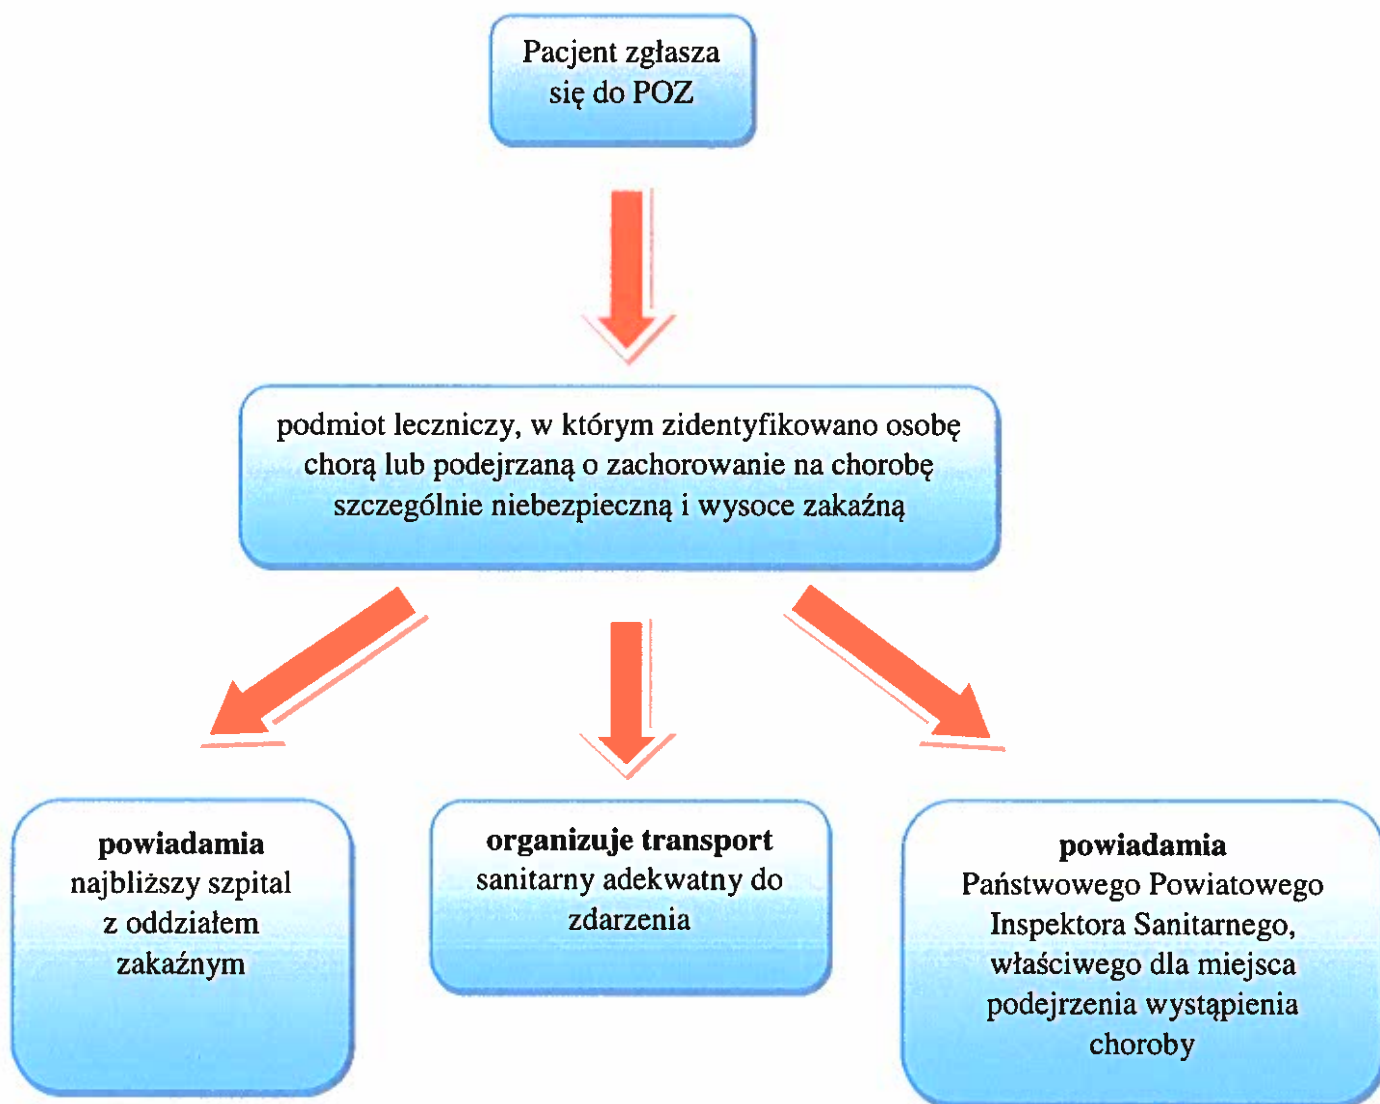 Pacjent zgłasza
się do POZ
podmiot leczniczy, w którym zidentyfikowano osobę
chorą lub podejrzaną o zachorowanie na chorobę
szczególnie niebezpieczną i wysoce zakaźną
powiadamia
najbliższy szpital
z oddziałem
zakaźnym
organizuje transport
sanitarny adekwatny do
zdarzenia
powiadamia
Państwowego Powiatowego
Inspektora Sanitarnego,
właściwego dla miejsca
podejrzenia wystąpienia
choroby